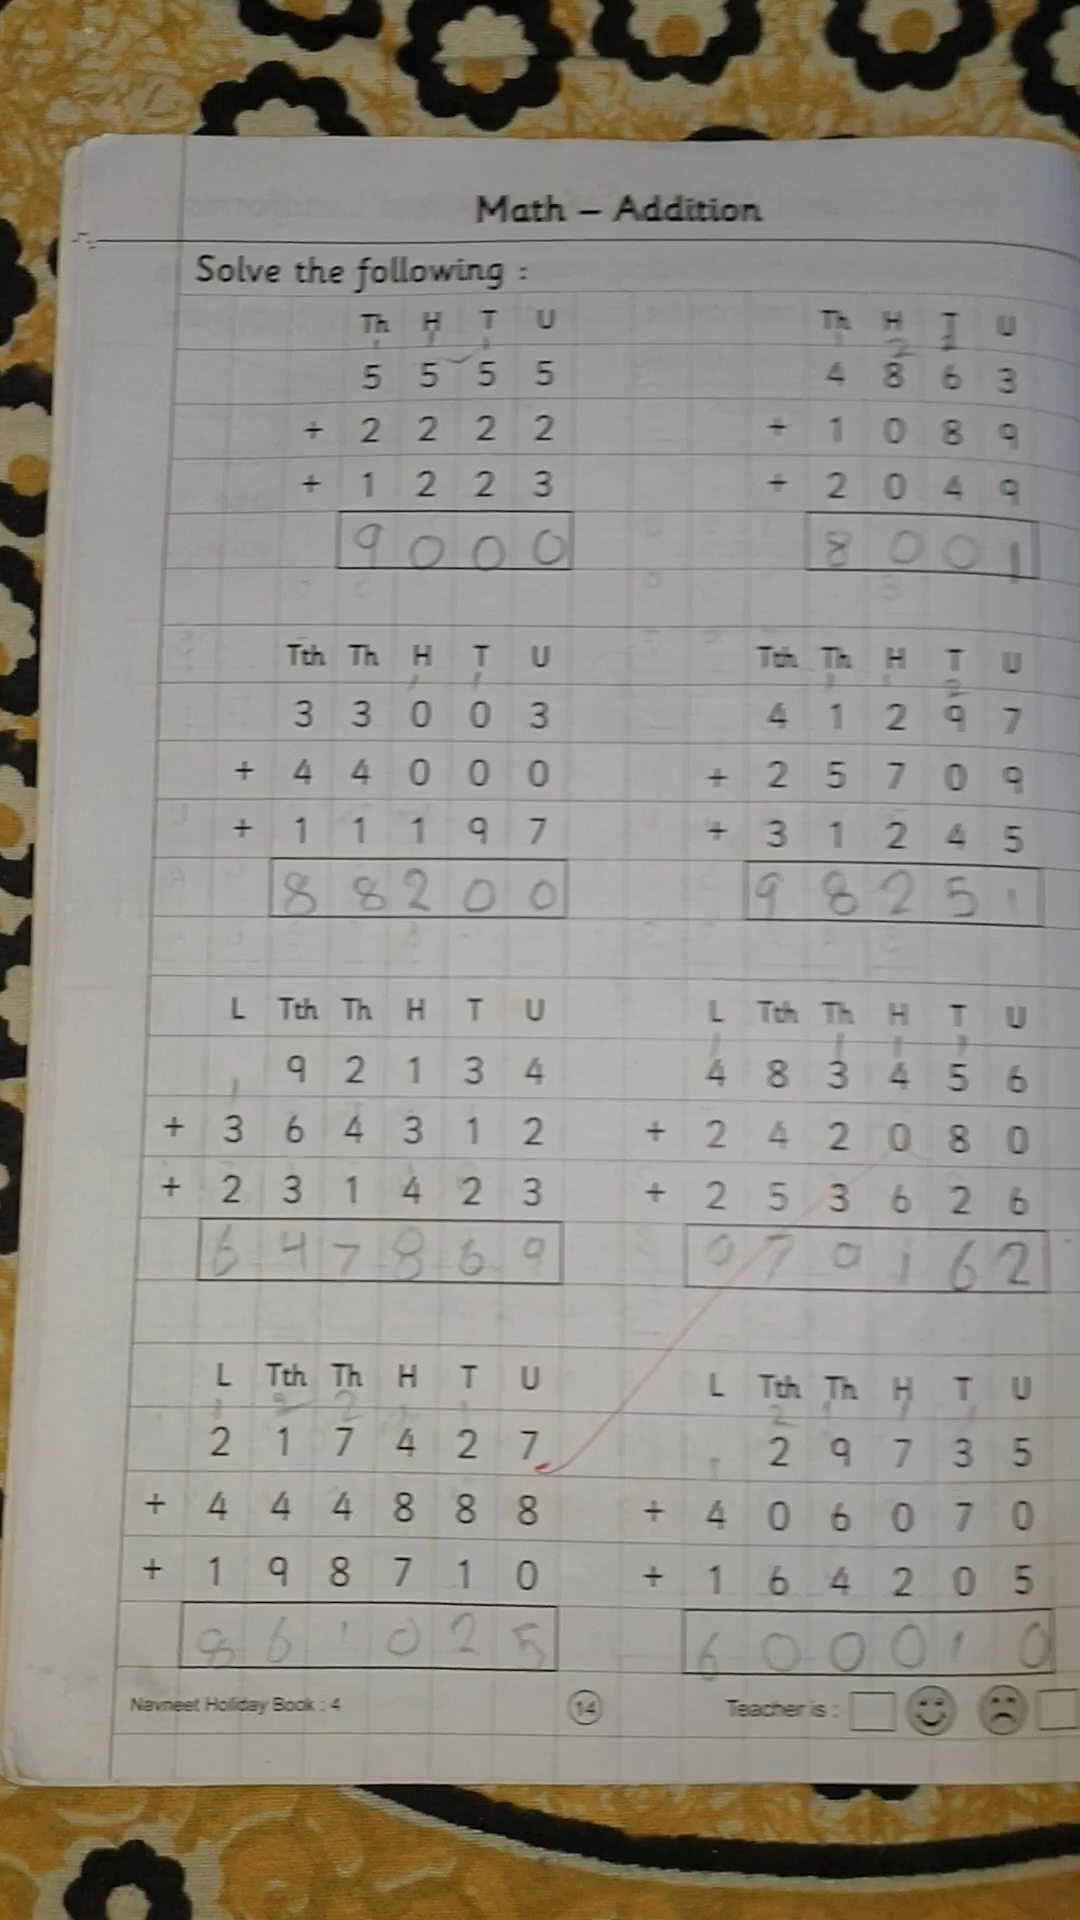 Math – Addition
Solve the following :
Th H T U Th H T U
5 5 5 5 4 8 6 3
+ 2 2 2 2 + 1 0 8 9
+ 1 2 2 3 + 2 0 4 9
9 0 0 0 8 0 0 1
Tth Th H T U Tth Th H T U
3 3 0 0 3 4 1 2 9 7
+ 4 4 0 0 0 + 2 5 7 0 9
+ 1 1 1 9 7 + 3 1 2 4 5
8 8 2 0 0 9 8 2 5 1
L Tth Th H T U L Tth Th H T U
9 2 1 3 4 4 8 3 4 5 6
+ 3 6 4 3 1 2 + 2 4 2 0 8 0
+ 2 3 1 4 2 3 + 2 5 3 6 2 6
6 4 7 8 6 9 9 7 9 1 6 2
L Tth Th H T U L Tth Th H T U
2 1 7 4 2 7 2 9 7 3 5
+ 4 4 4 8 8 8 + 4 0 6 0 7 0
+ 1 9 8 7 1 0 + 1 6 4 2 0 5
8 6 1 0 2 5 6 0 0 0 1 0
Navneet Holiday Book : 4 14 Teacher is :